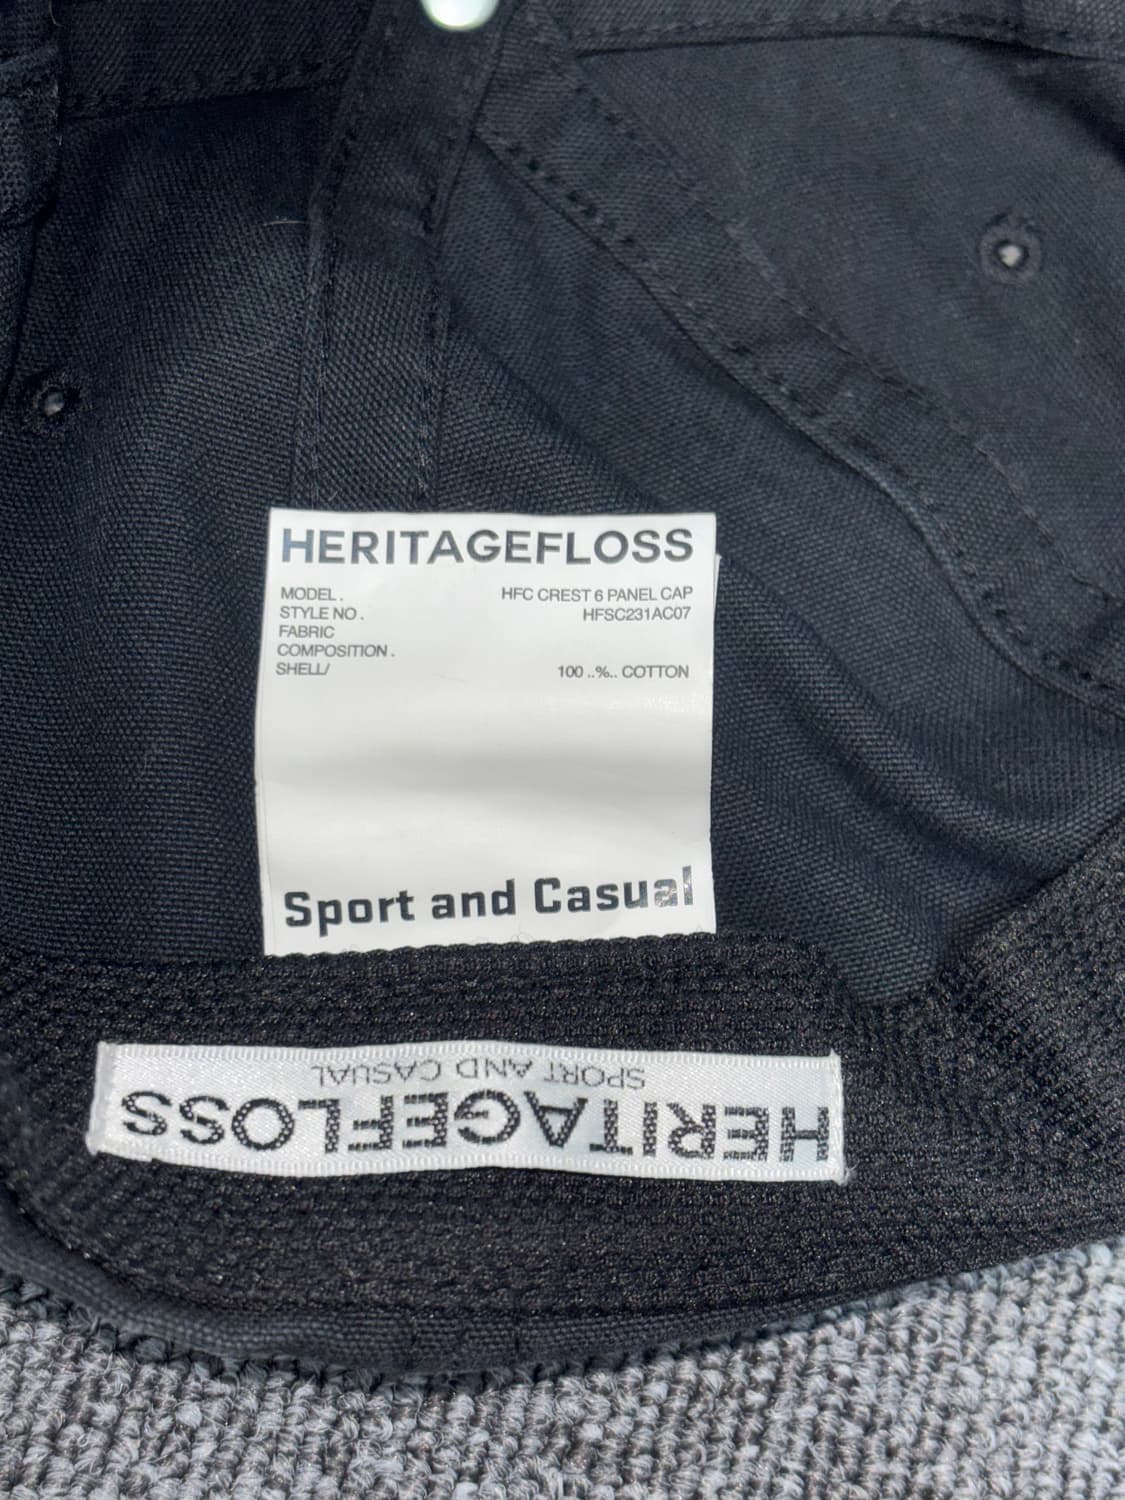 HERITAGEFLOSS
MODEL . HFC CREST 6 PANEL CAP
STYLE NO . HFSC231AC07
FABRIC
COMPOSITION .
SHELL/ 100 ..%.. COTTON
Sport and Casual
HERITAGEFLOSS
SPORT AND CASUAL